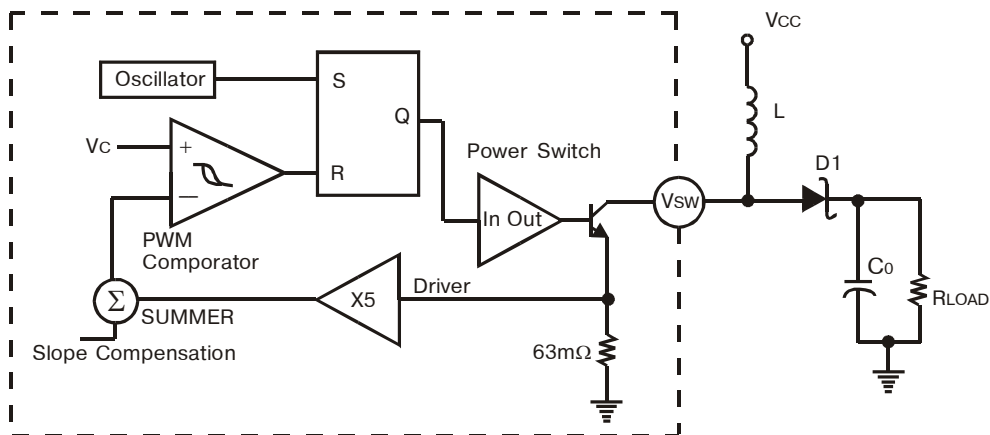 VCC
Oscillator
S
L
Q
VC
+
Power Switch
D1
R
In Out
VSW
−
PWM
Comporator
C0
X5
Driver
RLOAD
Σ
SUMMER
63mΩ
Slope Compensation